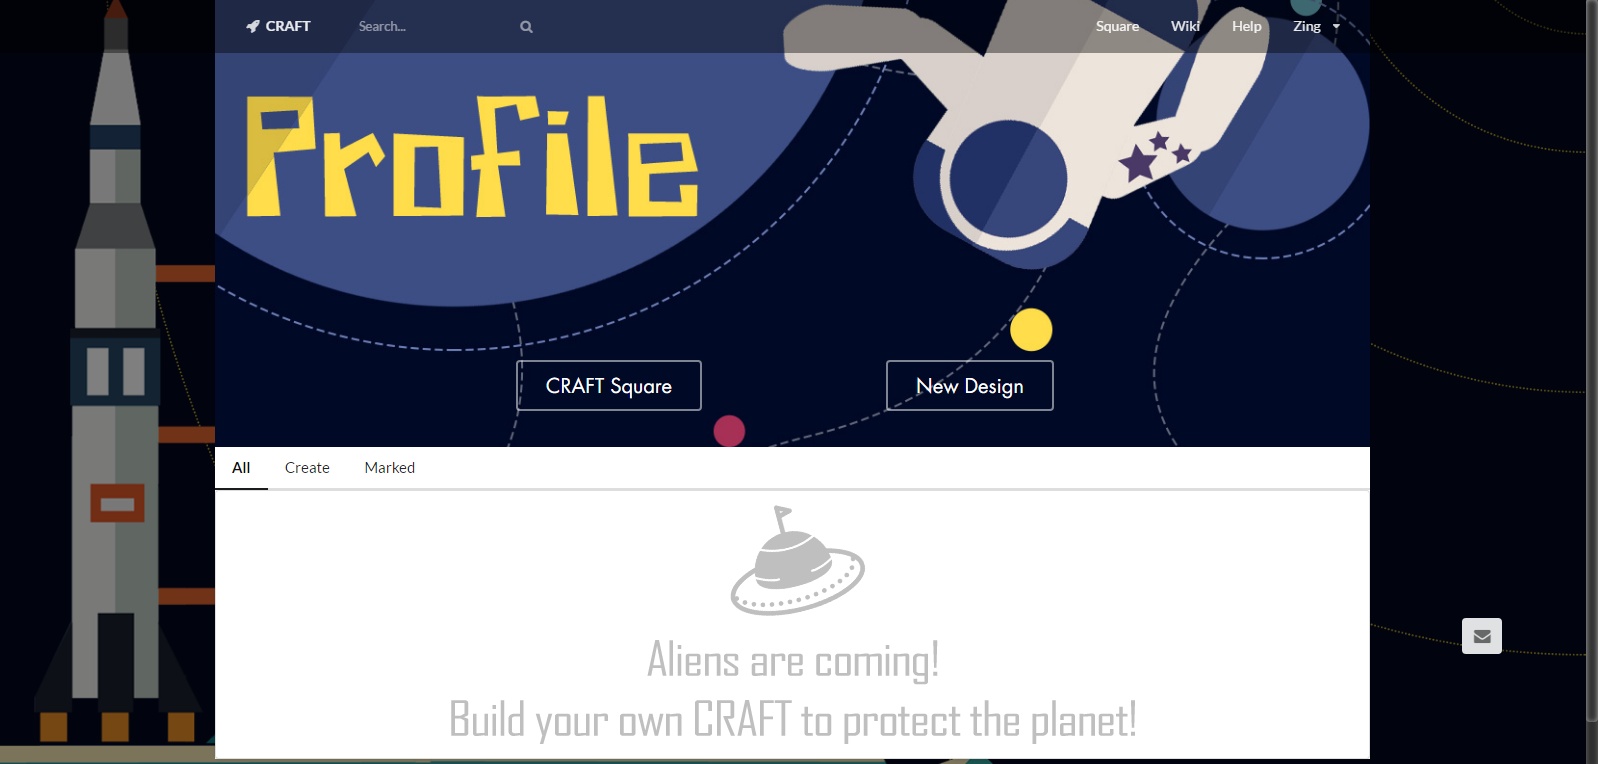 CRAFT Search... Square Wiki Help Zing
Profile
CRAFT Square New Design
All Create Marked
Aliens are coming!
Build your own CRAFT to protect the planet!